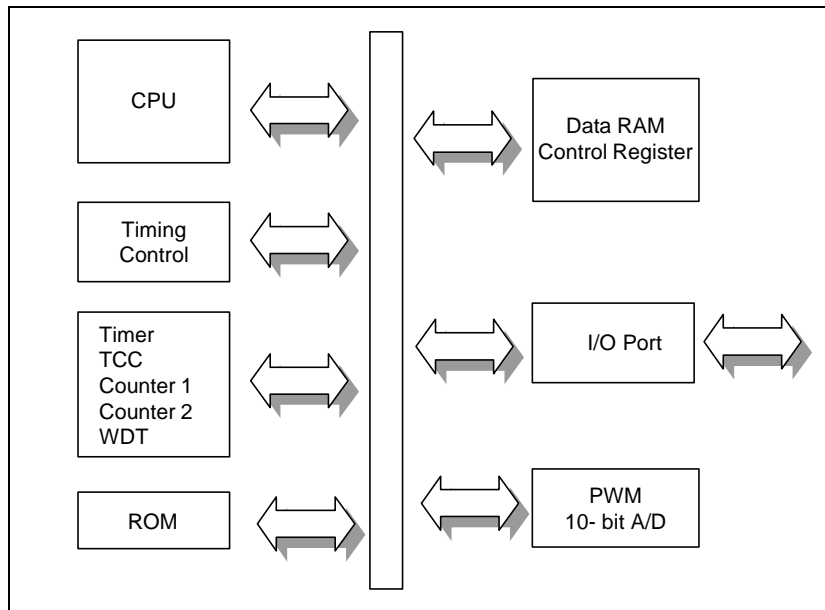 CPU
Timing
Control
Timer
TCC
Counter 1
Counter 2
WDT
ROM
Data RAM
Control Register
I/O Port
PWM
10- bit A/D